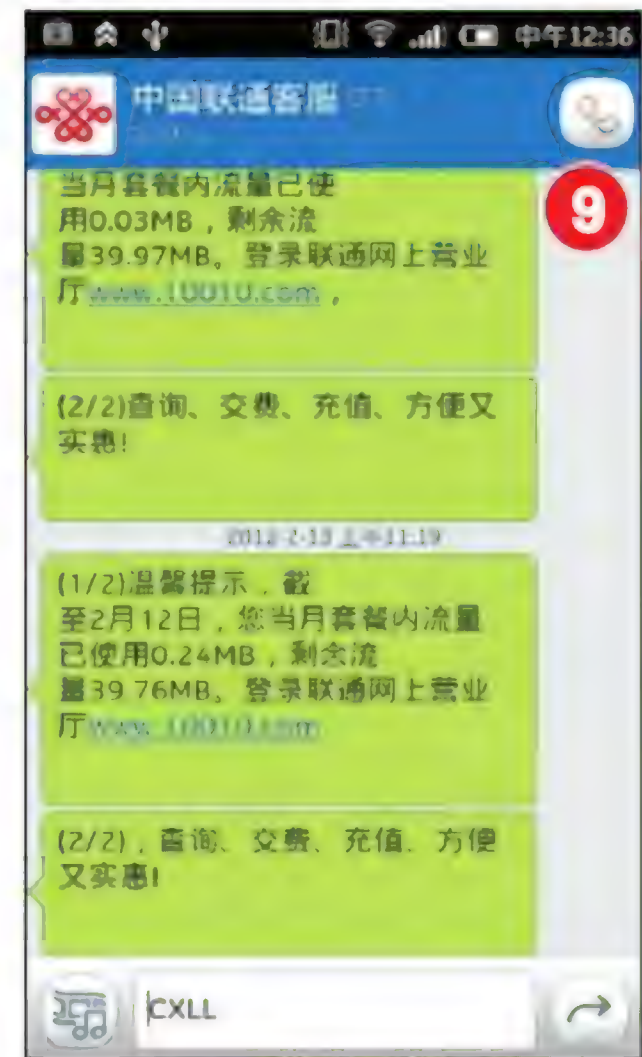 中午12:36
中国联通客服
9
当月套餐内流量已使
用0.03MB，剩余流
量39.97MB。登录联通网上营业
厅www.10010.com，
(2/2)查询、交费、充值、方便又
实惠!
上午11:19
(1/2)温馨提示，截
至2月12日，您当月套餐内流量
已使用0.24MB，剩余流
量39.76MB。登录联通网上营业
厅www.10010.com
(2/2)，查询、交费、充值、方便
又实惠!
CXLL